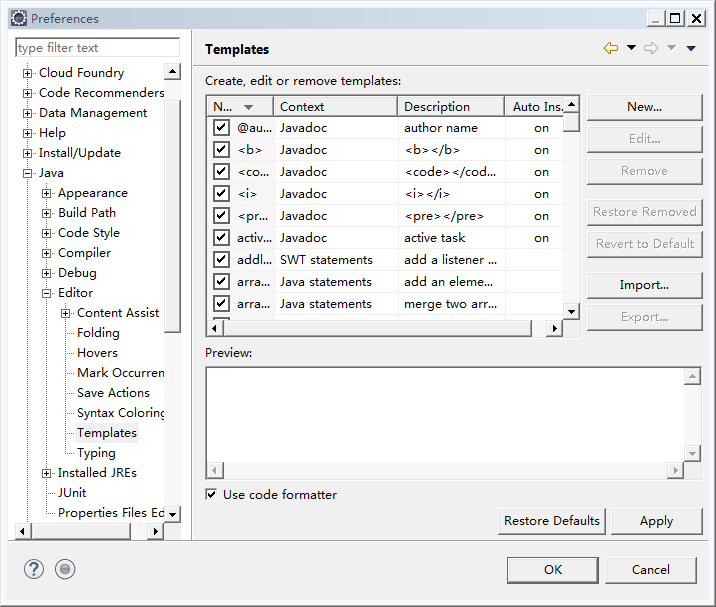 Preferences
type filter text
Cloud Foundry
Code Recommenders
Data Management
Help
Install/Update
Java
Appearance
Build Path
Code Style
Compiler
Debug
Editor
Content Assist
Folding
Hovers
Mark Occurren
Save Actions
Syntax Coloring
Templates
Typing
Installed JREs
JUnit
Properties Files Ed
Templates
Create, edit or remove templates:
N... Context Description Auto Ins.
@au... Javadoc author name on
<b> Javadoc <b></b> on
<co... Javadoc <code></cod... on
<i> Javadoc <i></i> on
<pr... Javadoc <pre></pre> on
activ... Javadoc active task on
addl... SWT statements add a listener ...
arra... Java statements add an eleme...
arra... Java statements merge two arr...
New...
Edit...
Remove
Restore Removed
Revert to Default
Import...
Export...
Preview:
Use code formatter
Restore Defaults Apply
? OK Cancel